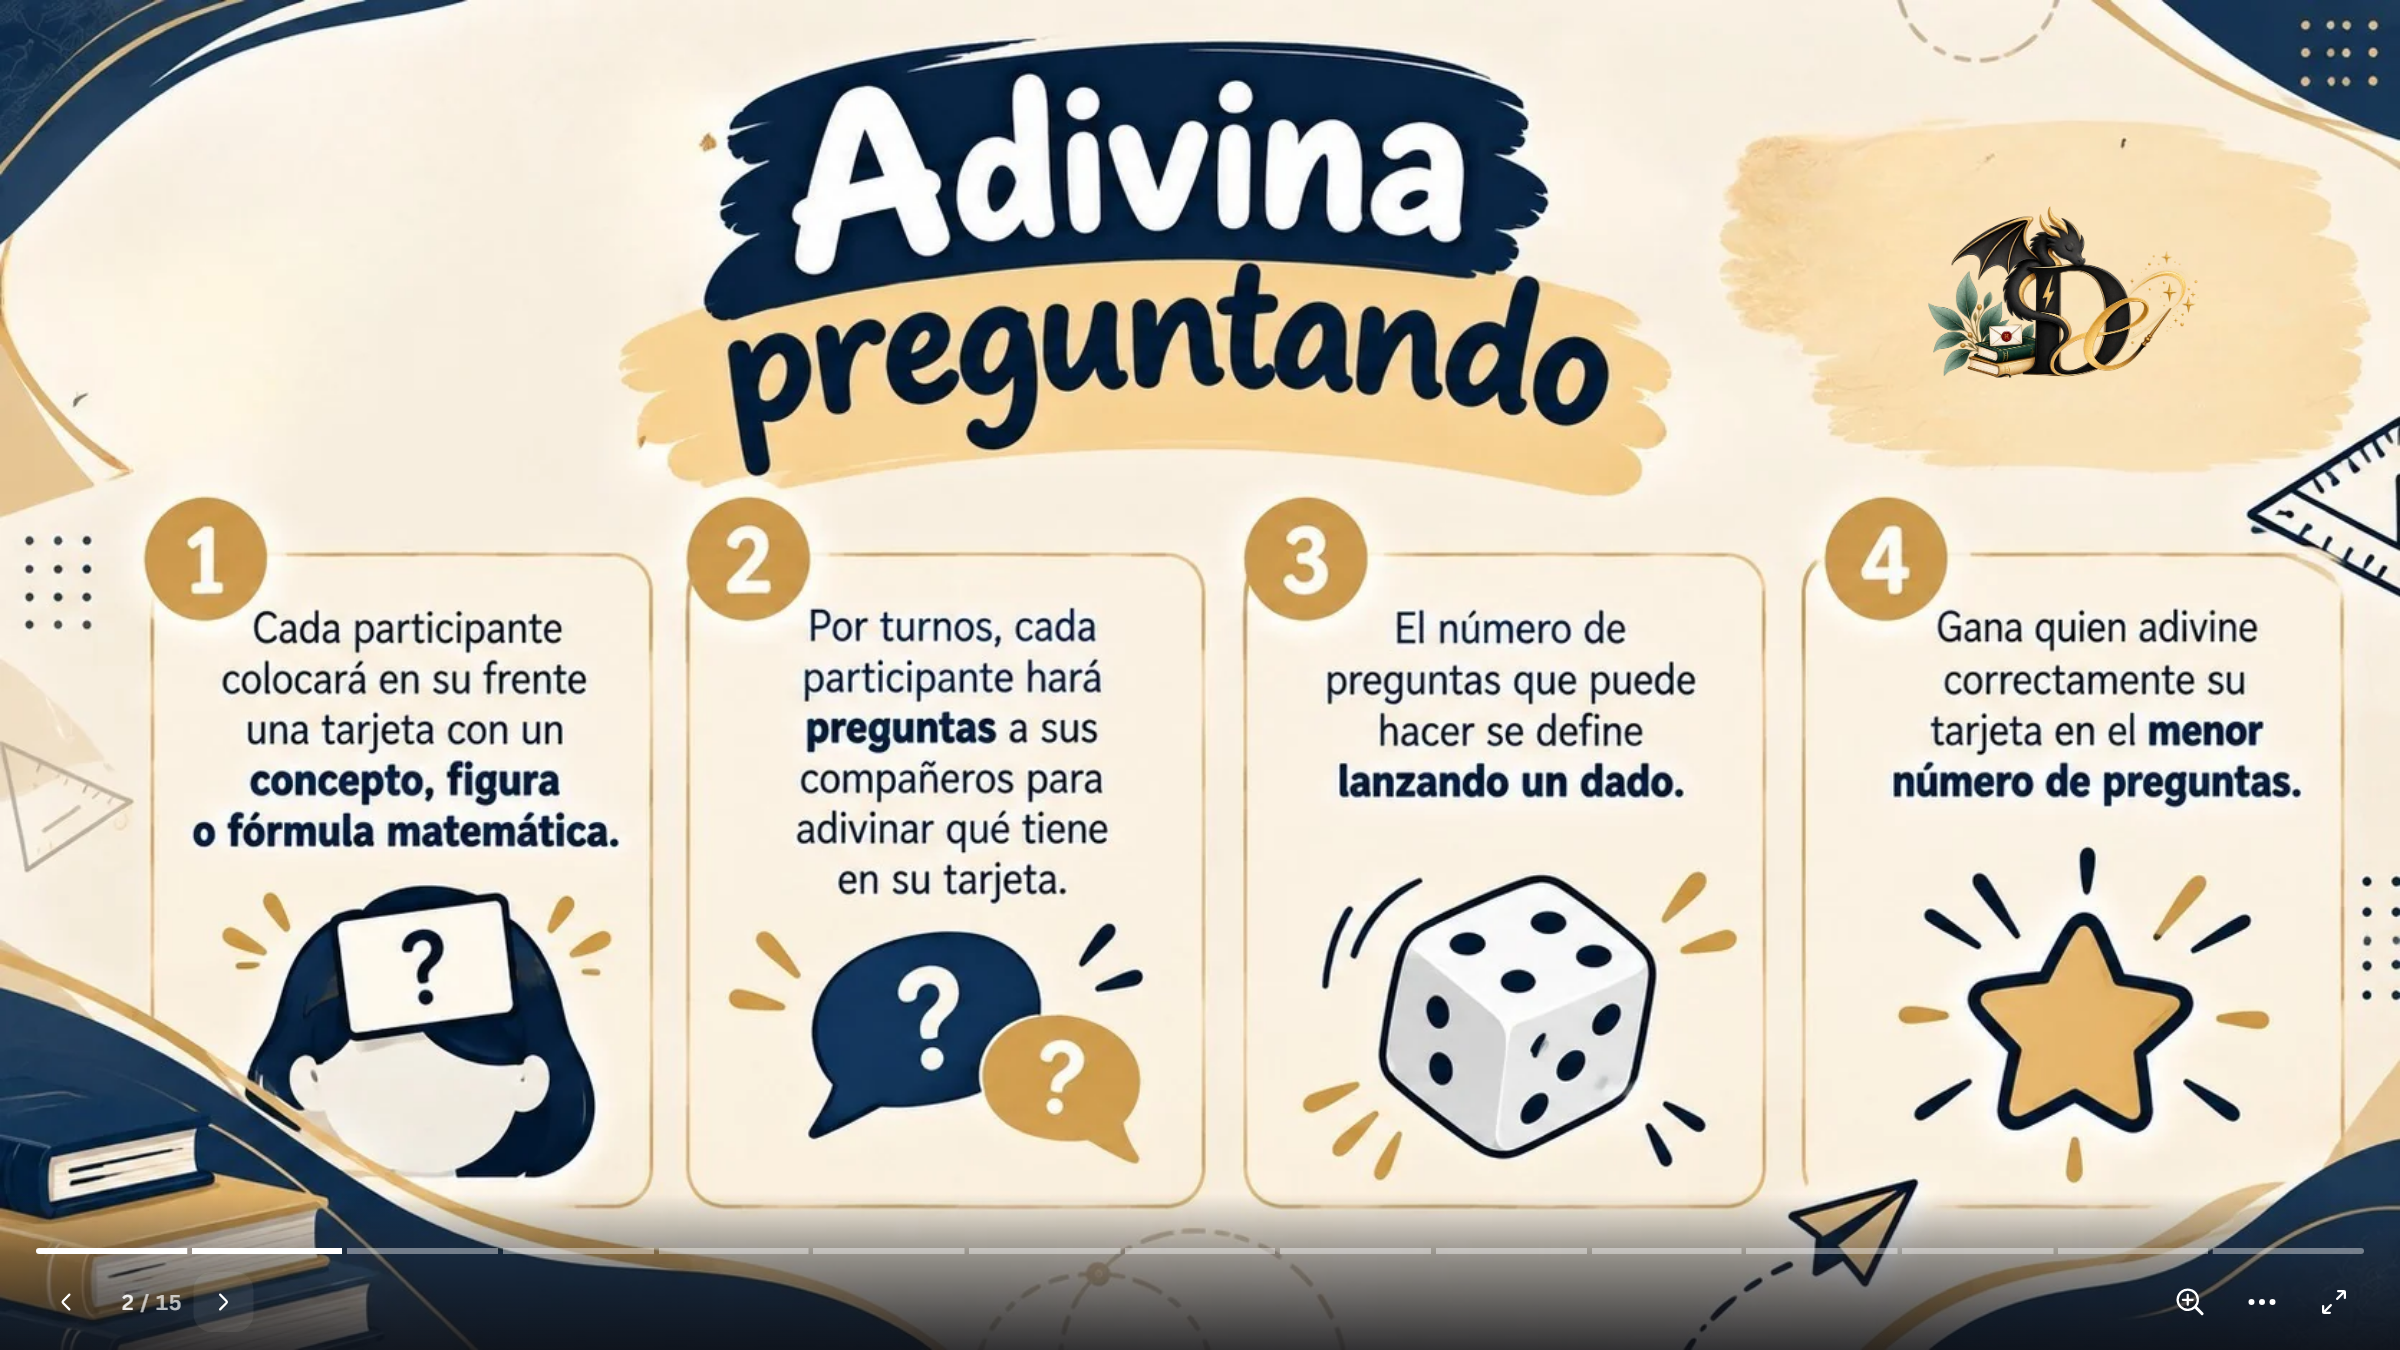 Adivina
preguntando
1
Cada participante
colocará en su frente
una tarjeta con un
concepto, figura
o fórmula matemática.
?
2
Por turnos, cada
participante hará
preguntas a sus
compañeros para
adivinar qué tiene
en su tarjeta.
?
?
3
El número de
preguntas que puede
hacer se define
lanzando un dado.
4
Gana quien adivine
correctamente su
tarjeta en el menor
número de preguntas.
D
2 / 15